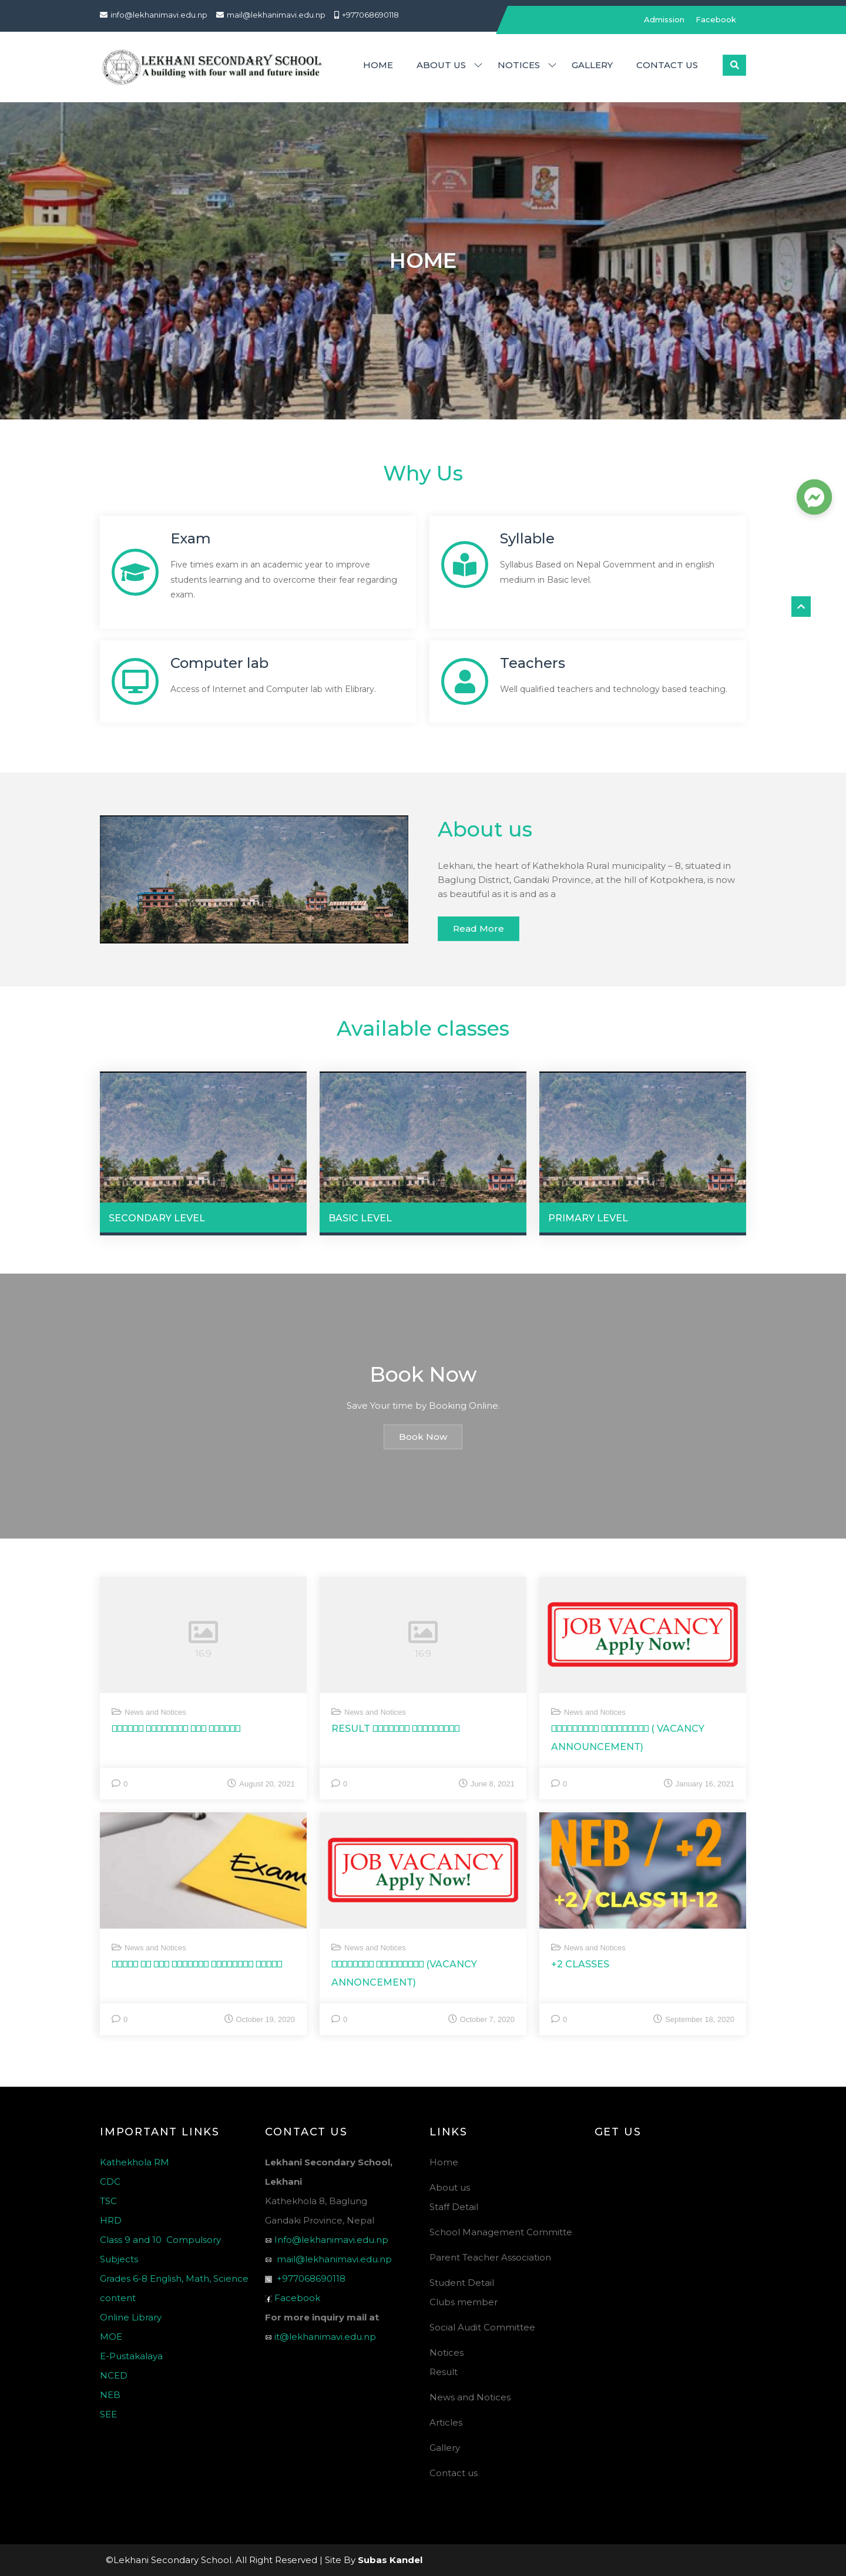 info@lekhanimavi.edu.np mail@lekhanimavi.edu.np +977068690118
Admission Facebook
LEKHANI SECONDARY SCHOOL
A building with four wall and future inside
HOME ABOUT US NOTICES GALLERY CONTACT US
HOME
Why Us
Exam
Five times exam in an academic year to improve
students learning and to overcome their fear regarding
exam.
Syllable
Syllabus Based on Nepal Government and in english
medium in Basic level.
Computer lab
Access of Internet and Computer lab with Elibrary.
Teachers
Well qualified teachers and technology based teaching.
About us
Lekhani, the heart of Kathekhola Rural municipality – 8, situated in
Baglung District, Gandaki Province, at the hill of Kotpokhera, is now
as beautiful as it is and as a
Read More
Available classes
SECONDARY LEVEL
BASIC LEVEL
PRIMARY LEVEL
Book Now
Save Your time by Booking Online.
Book Now
16:9
News and Notices
0 August 20, 2021
16:9
News and Notices
RESULT
0 June 8, 2021
JOB VACANCY
Apply Now!
News and Notices
( VACANCY
ANNOUNCEMENT)
0 January 16, 2021
Exam
News and Notices
0 October 19, 2020
JOB VACANCY
Apply Now!
News and Notices
(VACANCY
ANNONCEMENT)
0 October 7, 2020
NEB / +2
+2 / CLASS 11-12
News and Notices
+2 CLASSES
0 September 18, 2020
IMPORTANT LINKS
Kathekhola RM
CDC
TSC
HRD
Class 9 and 10 Compulsory
Subjects
Grades 6-8 English, Math, Science
content
Online Library
MOE
E-Pustakalaya
NCED
NEB
SEE
CONTACT US
Lekhani Secondary School,
Lekhani
Kathekhola 8, Baglung
Gandaki Province, Nepal
Info@lekhanimavi.edu.np
mail@lekhanimavi.edu.np
+977068690118
Facebook
For more inquiry mail at
it@lekhanimavi.edu.np
LINKS
Home
About us
Staff Detail
School Management Committe
Parent Teacher Association
Student Detail
Clubs member
Social Audit Committee
Notices
Result
News and Notices
Articles
Gallery
Contact us
GET US
©Lekhani Secondary School. All Right Reserved | Site By Subas Kandel